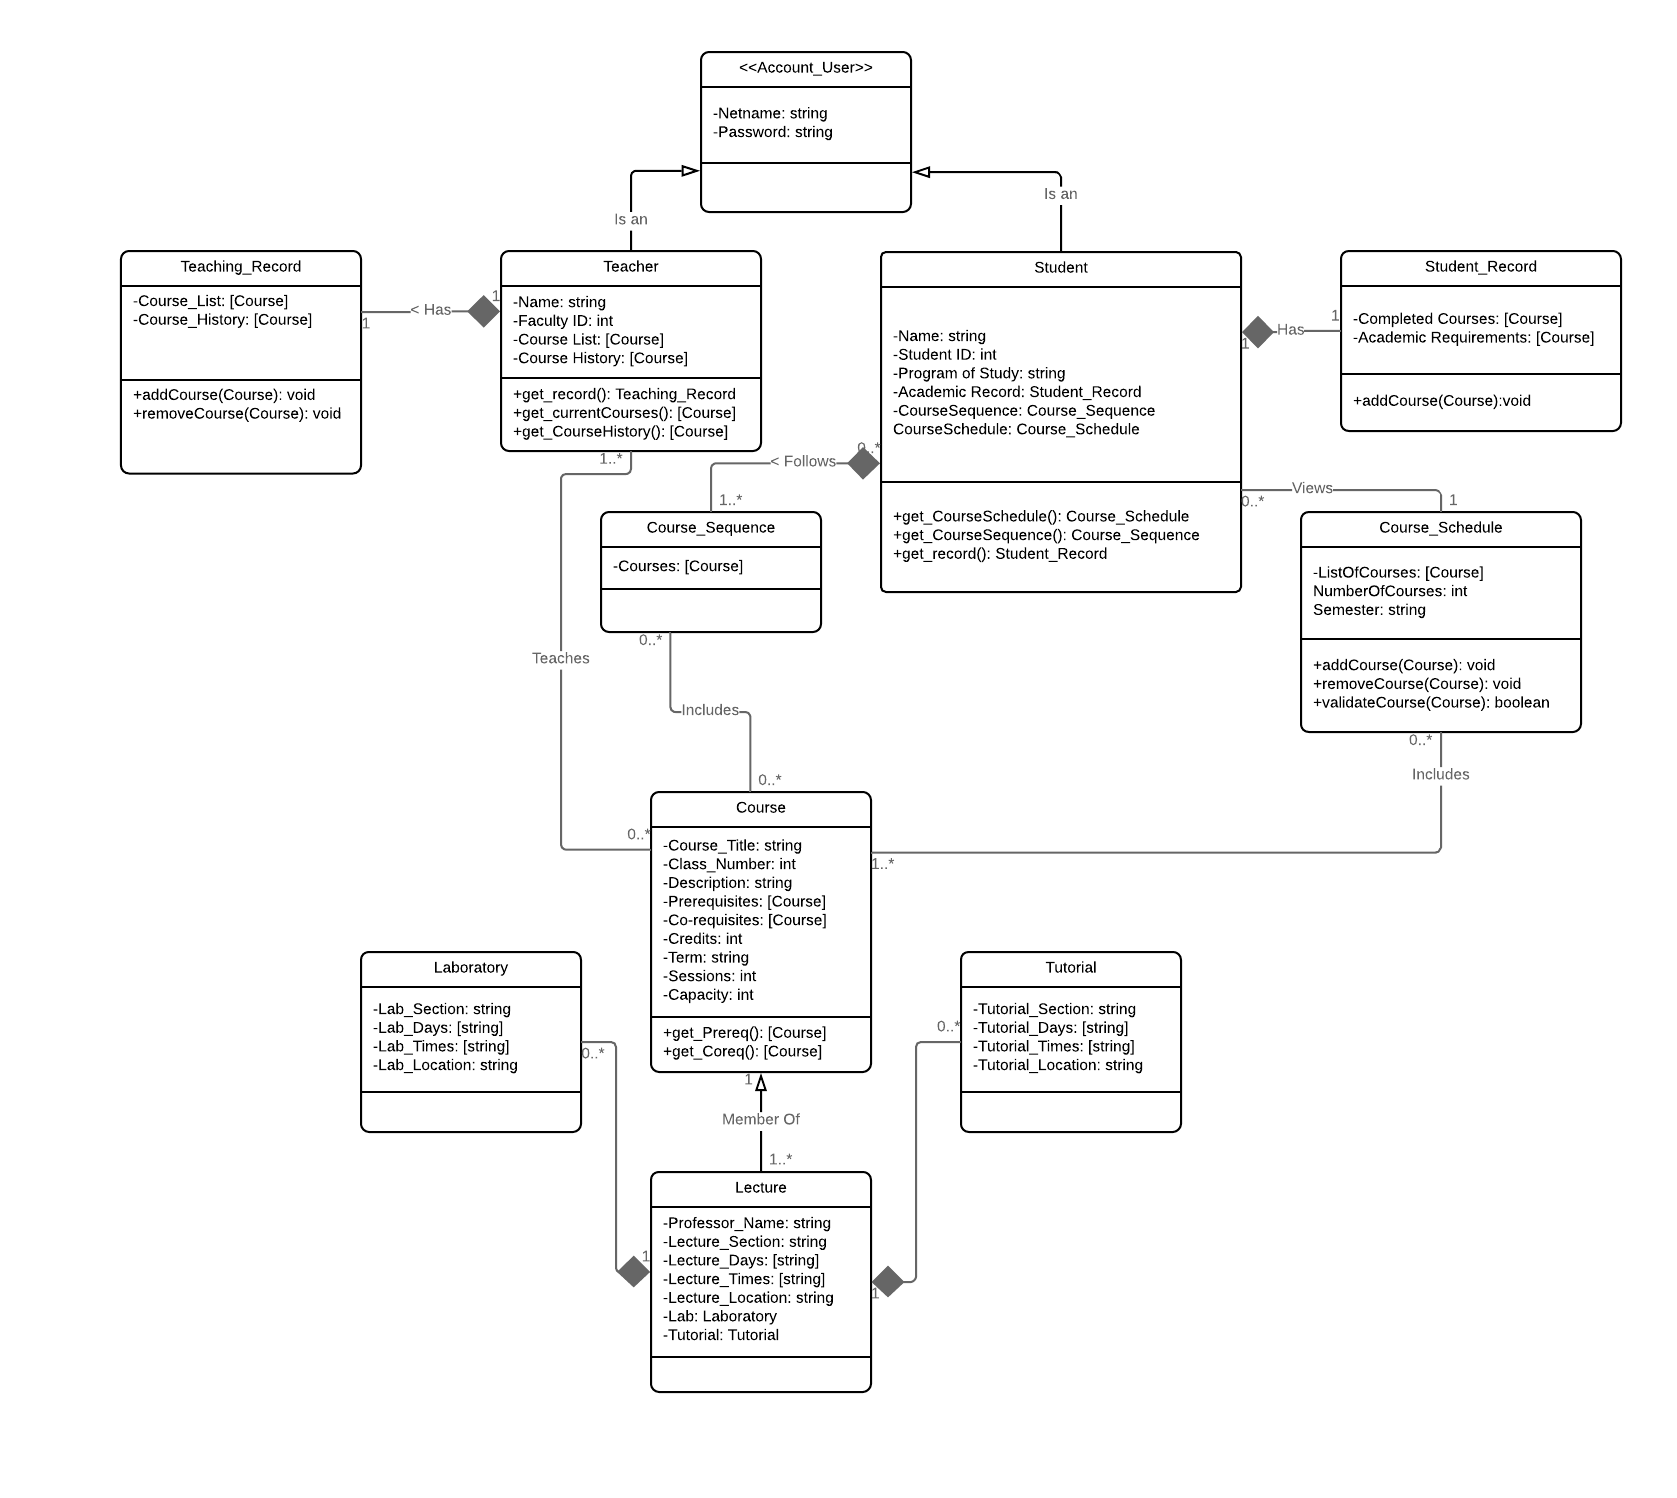 <<Account_User>>
-Netname: string
-Password: string
Is an
Is an
Teaching_Record
-Course_List: [Course]
-Course_History: [Course]
+addCourse(Course): void
+removeCourse(Course): void
1
< Has
1
Teacher
-Name: string
-Faculty ID: int
-Course List: [Course]
-Course History: [Course]
+get_record(): Teaching_Record
+get_currentCourses(): [Course]
+get_CourseHistory(): [Course]
1..*
Student
-Name: string
-Student ID: int
-Program of Study: string
-Academic Record: Student_Record
-CourseSequence: Course_Sequence
CourseSchedule: Course_Schedule
+get_CourseSchedule(): Course_Schedule
+get_CourseSequence(): Course_Sequence
+get_record(): Student_Record
1
Has
1
Student_Record
-Completed Courses: [Course]
-Academic Requirements: [Course]
+addCourse(Course):void
0..*
< Follows
1..*
Course_Sequence
-Courses: [Course]
0..*
0..*
Views
1
Course_Schedule
-ListOfCourses: [Course]
NumberOfCourses: int
Semester: string
+addCourse(Course): void
+removeCourse(Course): void
+validateCourse(Course): boolean
0..*
Includes
Teaches
Includes
0..*
0..*
1..*
Course
-Course_Title: string
-Class_Number: int
-Description: string
-Prerequisites: [Course]
-Co-requisites: [Course]
-Credits: int
-Term: string
-Sessions: int
-Capacity: int
+get_Prereq(): [Course]
+get_Coreq(): [Course]
1
Member Of
1..*
Laboratory
-Lab_Section: string
-Lab_Days: [string]
-Lab_Times: [string]
-Lab_Location: string
0..*
Tutorial
-Tutorial_Section: string
-Tutorial_Days: [string]
-Tutorial_Times: [string]
-Tutorial_Location: string
0..*
1
Lecture
-Professor_Name: string
-Lecture_Section: string
-Lecture_Days: [string]
-Lecture_Times: [string]
-Lecture_Location: string
-Lab: Laboratory
-Tutorial: Tutorial
1